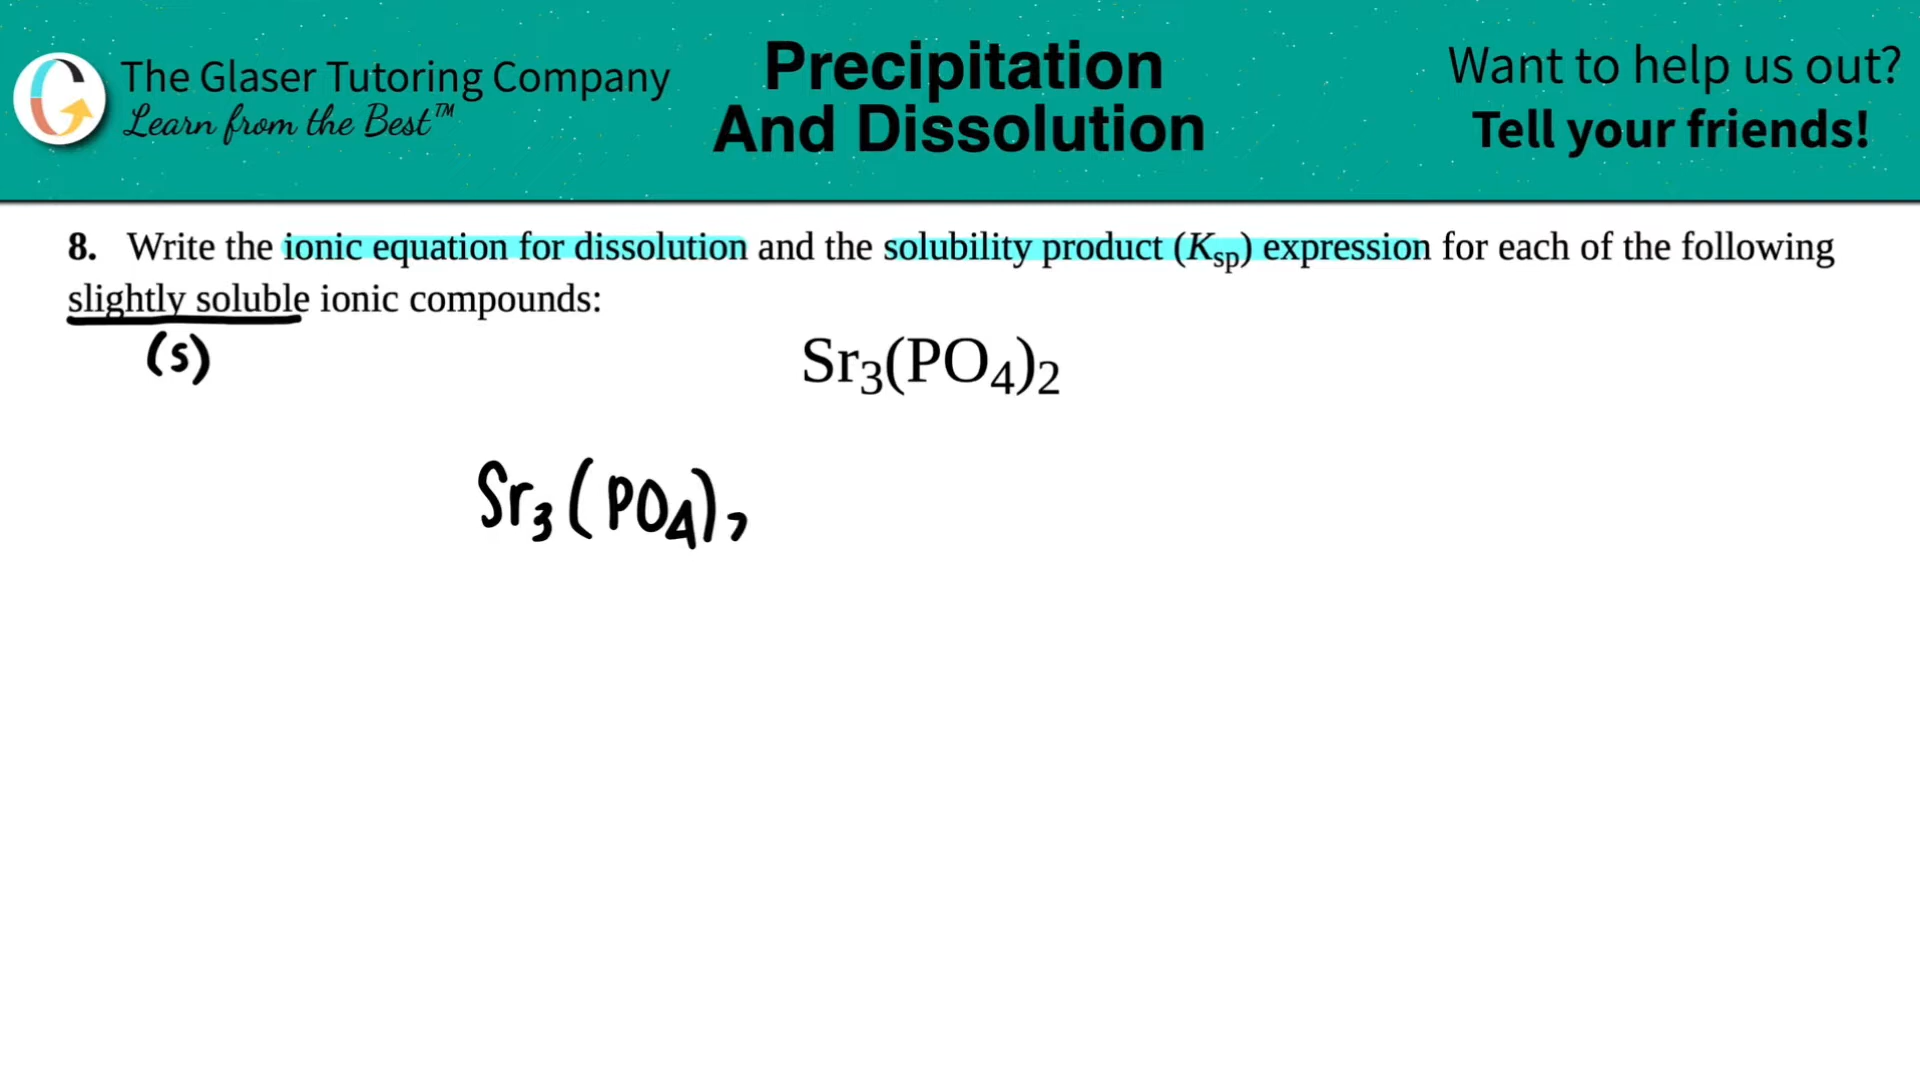 The Glaser Tutoring Company
Learn from the Best™
Precipitation
And Dissolution
Want to help us out?
Tell your friends!
8. Write the ionic equation for dissolution and the solubility product (Ksp) expression for each of the following
slightly soluble ionic compounds:
(s)
Sr₃(PO₄)₂
Sr₃(PO₄)₂